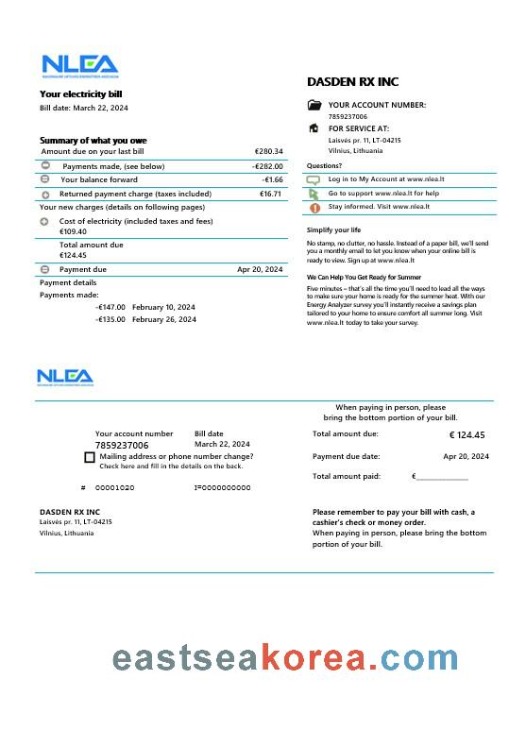 NLEA
Your electricity bill
Bill date: March 22, 2024
Summary of what you owe
Amount due on your last bill €280.34
Payments made, (see below) -€282.00
Your balance forward -€1.66
Returned payment charge (taxes included) €16.71
Your new charges (details on following pages)
Cost of electricity (included taxes and fees)
€109.40
Total amount due
€124.45
Payment due Apr 20, 2024
Payment details
Payments made:
-€147.00 February 10, 2024
-€135.00 February 26, 2024
DASDEN RX INC
YOUR ACCOUNT NUMBER:
7859237006
FOR SERVICE AT:
Laisvės pr. 11, LT-04215
Vilnius, Lithuania
Questions?
Log in to My Account at www.nlea.lt
Go to support www.nlea.lt for help
Stay informed. Visit www.nlea.lt
Simplify your life
No stamp, no clutter, no hassle. Instead of a paper bill, we'll send
you a monthly email to let you know when your online bill is
ready to view. Sign up at www.nlea.lt
We Can Help You Get Ready for Summer
Five minutes – that's all the time you'll need to lead all the ways
to make sure your home is ready for the summer heat. With our
Energy Analyzer survey you'll instantly receive a savings plan
tailored to your home to ensure comfort all summer long. Visit
www.nlea.lt today to take your survey.
NLEA
When paying in person, please
bring the bottom portion of your bill.
Your account number Bill date
7859237006 March 22, 2024
Mailing address or phone number change?
Check here and fill in the details on the back.
# 00001020
Total amount due: € 124.45
Payment due date: Apr 20, 2024
Total amount paid: €___________
DASDEN RX INC
Laisvės pr. 11, LT-04215
Vilnius, Lithuania
Please remember to pay your bill with cash, a
cashier's check or money order.
When paying in person, please bring the bottom
portion of your bill.
eastseakorea.com